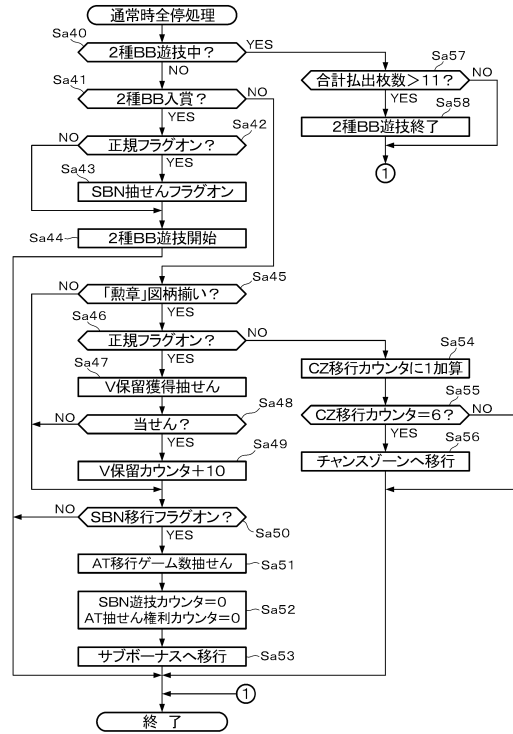 通常時全停処理
Sa40
2種BB遊技中？
YES
NO
Sa41
2種BB入賞？
NO
YES
Sa42
正規フラグオン？
NO
YES
Sa43
SBN抽せんフラグオン
Sa44
2種BB遊技開始
Sa57
合計払出枚数＞11？
NO
YES
Sa58
2種BB遊技終了
①
Sa45
「勲章」図柄揃い？
NO
YES
Sa46
正規フラグオン？
NO
YES
Sa47
V保留獲得抽せん
Sa48
当せん？
NO
YES
Sa49
V保留カウンタ＋10
Sa54
CZ移行カウンタに1加算
Sa55
CZ移行カウンタ＝6？
NO
YES
Sa56
チャンスゾーンへ移行
NO
SBN移行フラグオン？
Sa50
YES
AT移行ゲーム数抽せん
Sa51
SBN遊技カウンタ＝0
AT抽せん権利カウンタ＝0
Sa52
サブボーナスへ移行
Sa53
①
終了